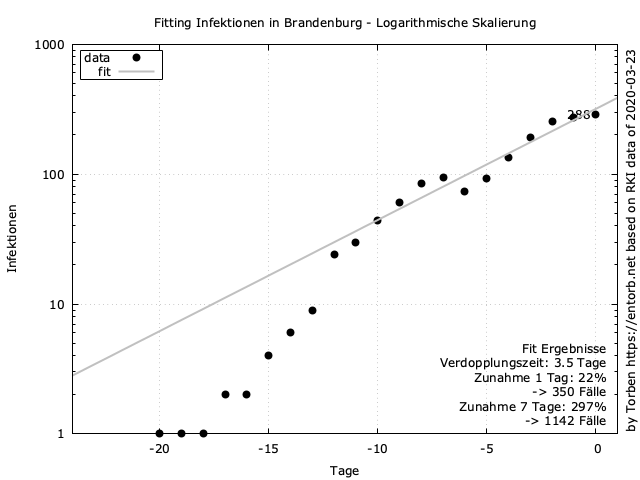 Fitting Infektionen in Brandenburg - Logarithmische Skalierung
1000
100
10
1
Infektionen
data
fit
288
Fit Ergebnisse
Verdopplungszeit: 3.5 Tage
Zunahme 1 Tag: 22%
-> 350 Fälle
Zunahme 7 Tage: 297%
-> 1142 Fälle
-20 -15 -10 -5 0
Tage
by Torben https://entorb.net based on RKI data of 2020-03-23